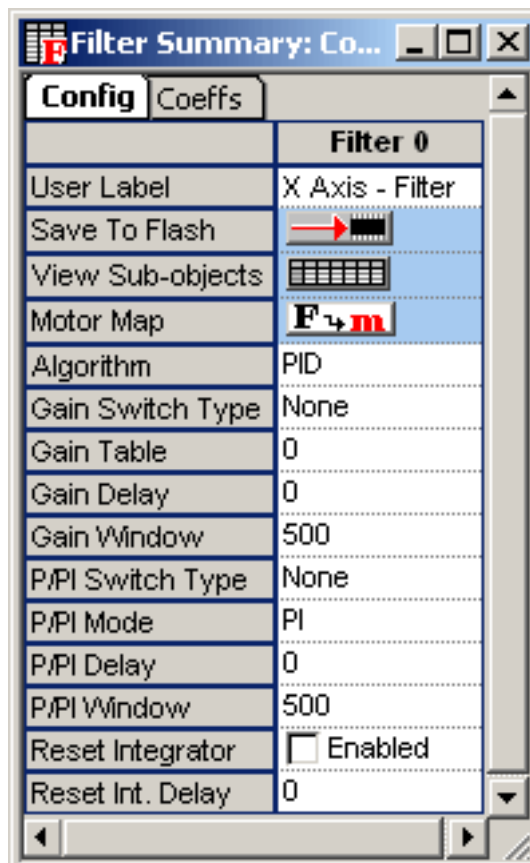 Filter Summary: Co...
Config Coeffs
Filter 0
User Label X Axis - Filter
Save To Flash
View Sub-objects
Motor Map F m
Algorithm PID
Gain Switch Type None
Gain Table 0
Gain Delay 0
Gain Window 500
P/PI Switch Type None
P/PI Mode PI
P/PI Delay 0
P/PI Window 500
Reset Integrator Enabled
Reset Int. Delay 0